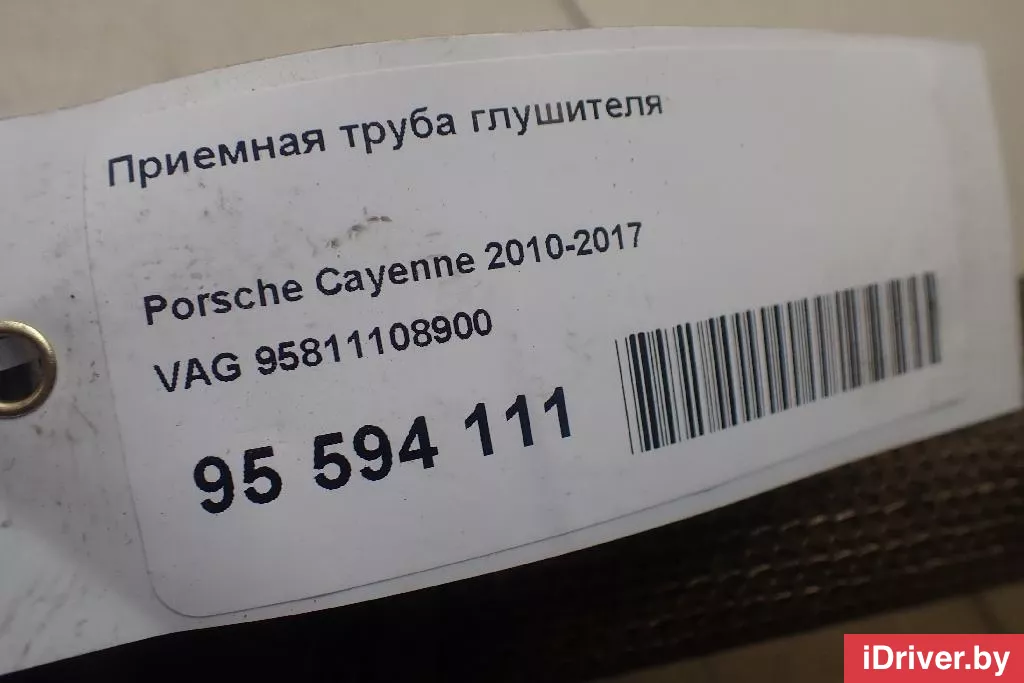 Приемная труба глушителя
Porsche Cayenne 2010-2017
VAG 95811108900
95 594 111
iDriver.by